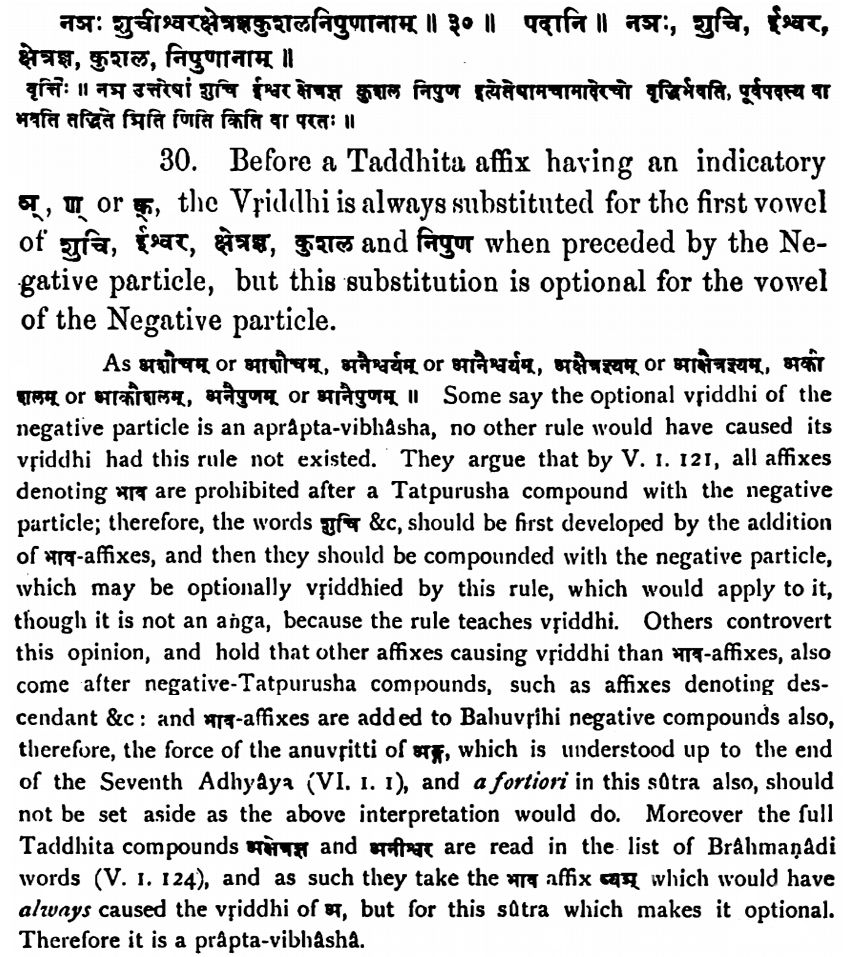 नञः शुचीश्वरक्षेत्रज्ञकुशलनिपुणानाम् ॥ ३० ॥ पदानि ॥ नञः, शुचि, ईश्वर,
क्षेत्रज्ञ, कुशल, निपुणानाम् ॥
वृत्तिः ॥ नञ उत्तरेषां शुचि ईश्वर क्षेत्रज्ञ कुशल निपुण इत्येतेषामचामादेरचो वृद्धिर्भवति, पूर्वपदस्य वा
भवति तद्धिते ञिति णिति किति वा परतः ॥
30. Before a Taddhita affix having an indicatory
ञ्, ण् or क्, the Vṛiddhi is always substituted for the first vowel
of शुचि, ईश्वर, क्षेत्रज्ञ, कुशल and निपुण when preceded by the Ne-
gative particle, but this substitution is optional for the vowel
of the Negative particle.
As अशौचम् or आशौचम्, अनैश्वर्यम् or आनैश्वर्यम्, अक्षैत्रज्ञ्यम् or आक्षैत्रज्ञ्यम्, अकौ
शलम् or आकौशलम्, अनैपुणम् or आनैपुणम् ॥ Some say the optional vṛiddhi of the
negative particle is an aprâpta-vibhâsha, no other rule would have caused its
vṛiddhi had this rule not existed. They argue that by V. 1. 121, all affixes
denoting भाव are prohibited after a Tatpurusha compound with the negative
particle; therefore, the words शुचि &c, should be first developed by the addition
of भाव-affixes, and then they should be compounded with the negative particle,
which may be optionally vṛiddhied by this rule, which would apply to it,
though it is not an aṅga, because the rule teaches vṛiddhi. Others controvert
this opinion, and hold that other affixes causing vṛiddhi than भाव-affixes, also
come after negative-Tatpurusha compounds, such as affixes denoting des-
cendant &c: and भाव-affixes are added to Bahuvṛîhi negative compounds also,
therefore, the force of the anuvṛitti of अङ्ग, which is understood up to the end
of the Seventh Adhyâya (VI. 1. 1), and a fortiori in this sûtra also, should
not be set aside as the above interpretation would do. Moreover the full
Taddhita compounds अक्षेत्रज्ञ and अनीश्वर are read in the list of Brâhmaṇâdi
words (V. 1. 124), and as such they take the भाव affix ष्यञ् which would have
always caused the vṛiddhi of अ, but for this sûtra which makes it optional.
Therefore it is a prâpta-vibhâshâ.